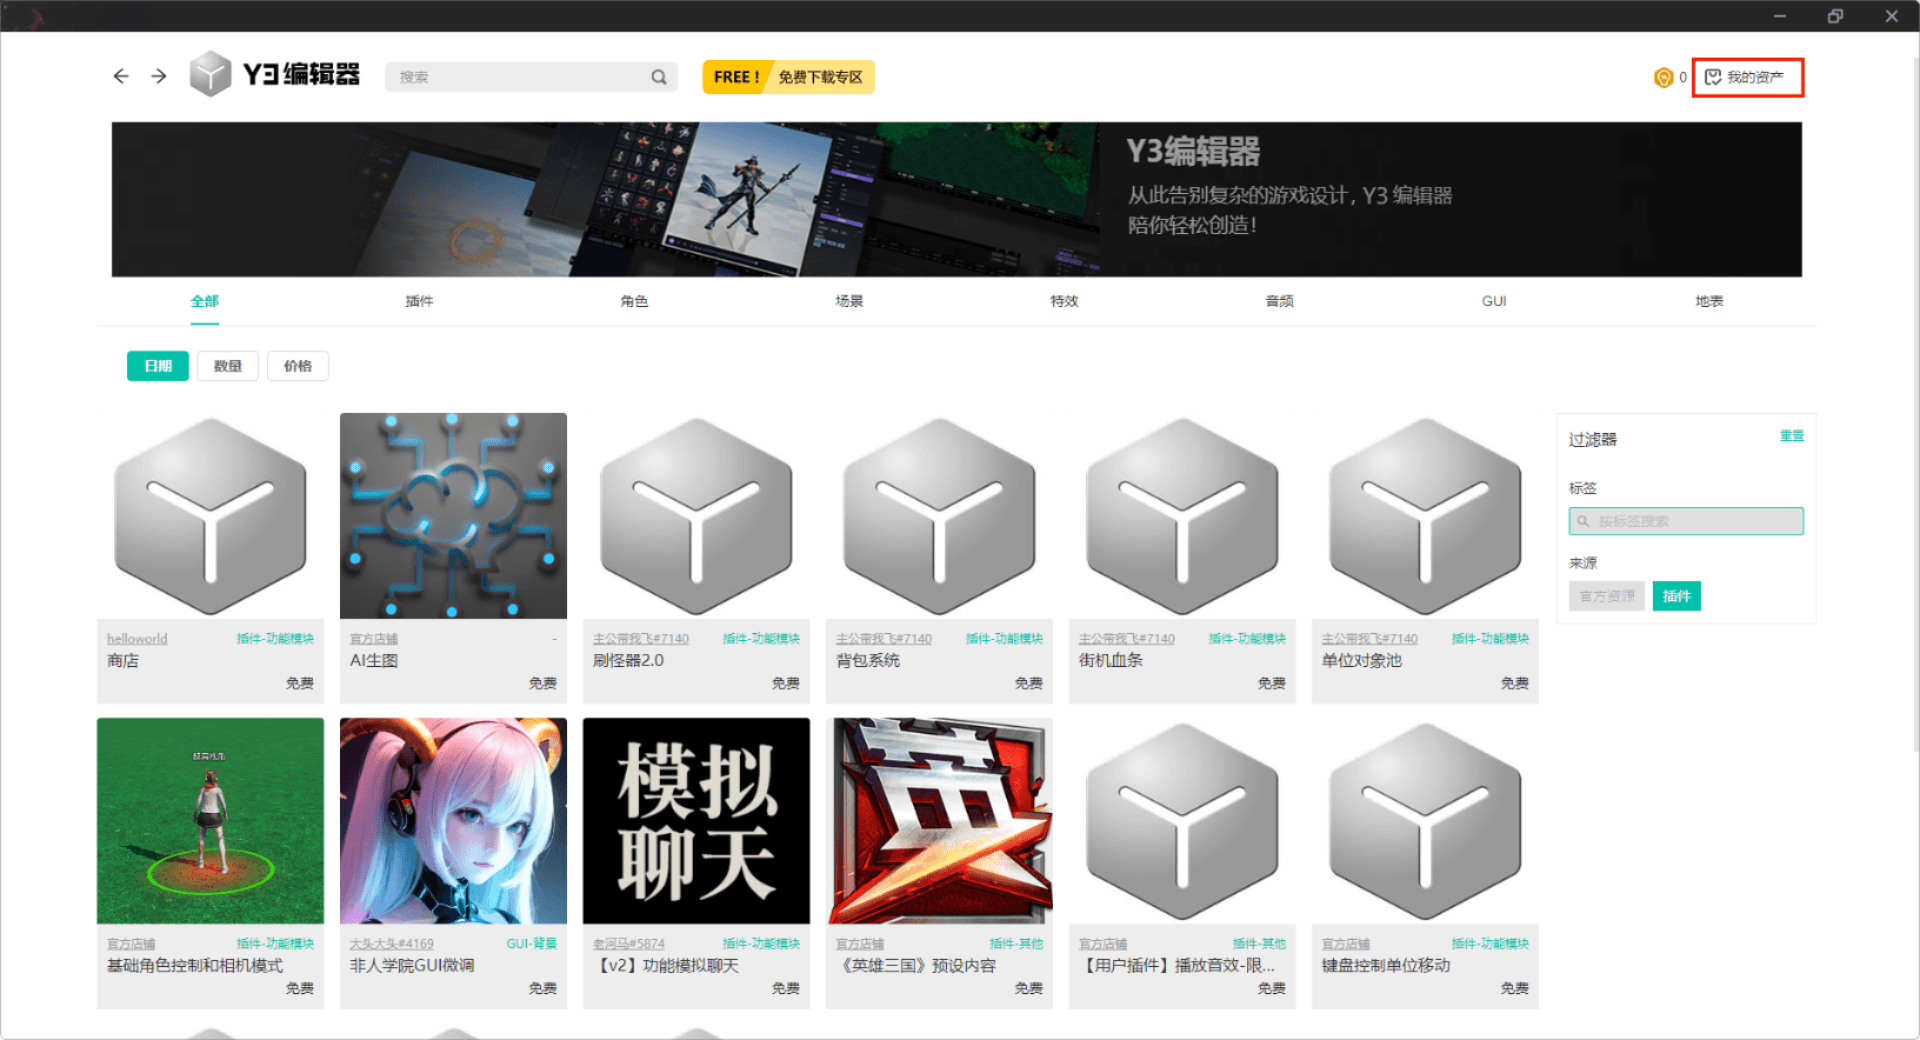 Y3编辑器
搜索
FREE！ 免费下载专区
0
我的资产
Y3编辑器
从此告别复杂的游戏设计，Y3 编辑器
陪你轻松创造！
全部 插件 角色 场景 特效 音频 GUI 地表
日期 数量 价格
过滤器 重置
标签
按标签搜索
来源
官方资源 插件
helloworld 插件-功能模块
商店
免费
官方店铺 -
AI生图
免费
主公带我飞#7140 插件-功能模块
刷怪器2.0
免费
主公带我飞#7140 插件-功能模块
背包系统
免费
主公带我飞#7140 插件-功能模块
街机血条
免费
主公带我飞#7140 插件-功能模块
单位对象池
免费
官方店铺 插件-功能模块
基础角色控制和相机模式
免费
大头大头#4169 GUI-背景
非人学院GUI微调
免费
模拟
聊天
老河马#5874 插件-功能模块
【v2】功能模拟聊天
免费
官方店铺 插件-其他
《英雄三国》预设内容
免费
官方店铺 插件-其他
【用户插件】播放音效-限...
免费
官方店铺 插件-功能模块
键盘控制单位移动
免费